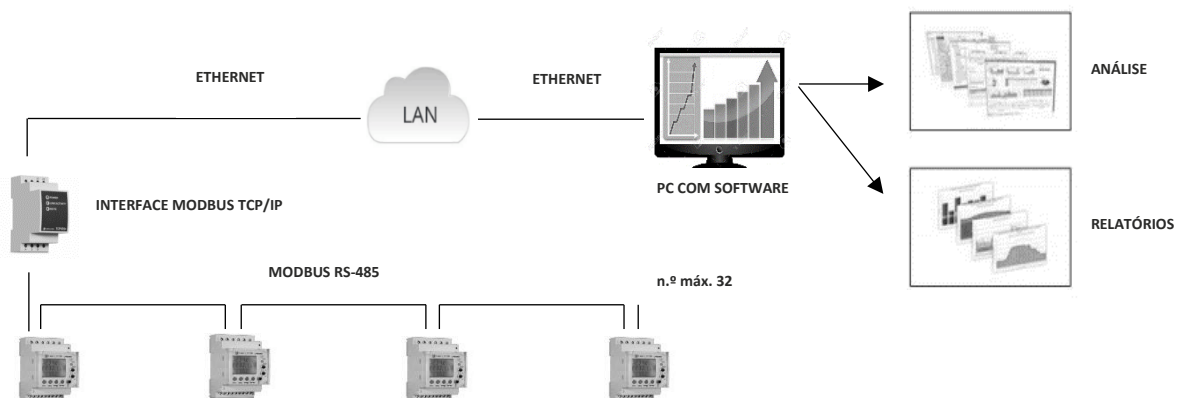 ETHERNET
ETHERNET
LAN
ANÁLISE
PC COM SOFTWARE
INTERFACE MODBUS TCP/IP
RELATÓRIOS
MODBUS RS-485
n.º máx. 32